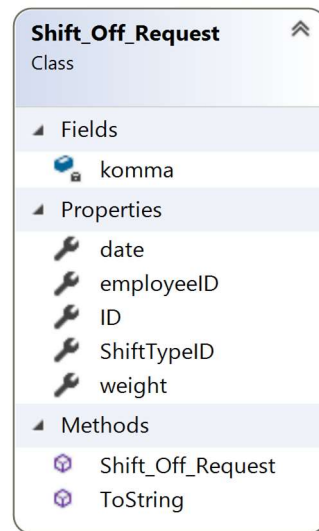 Shift_Off_Request
Class
Fields
komma
Properties
date
employeeID
ID
ShiftTypeID
weight
Methods
Shift_Off_Request
ToString